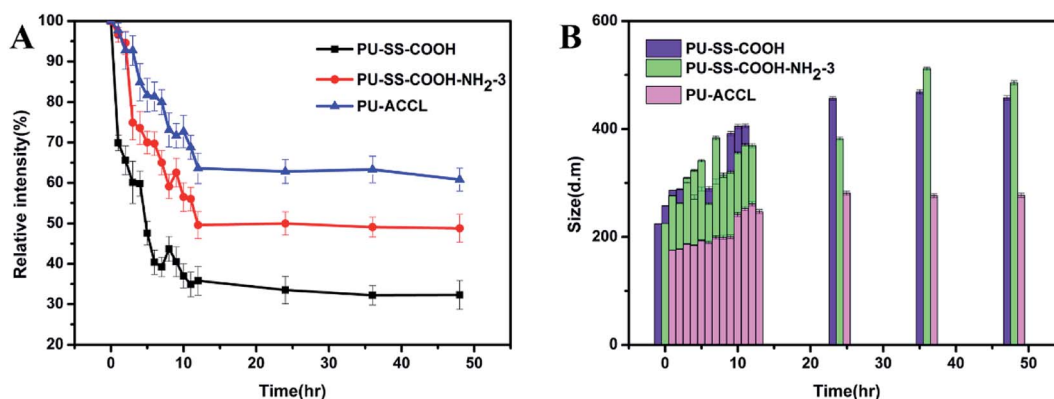 A
PU-SS-COOH
PU-SS-COOH-NH₂-3
PU-ACCL
Relative intensity(%)
100
90
80
70
60
50
40
30
20
0
10
20
30
40
50
Time(hr)
B
PU-SS-COOH
PU-SS-COOH-NH₂-3
PU-ACCL
Size(d.m)
600
400
200
0
0
10
20
30
40
50
Time(hr)